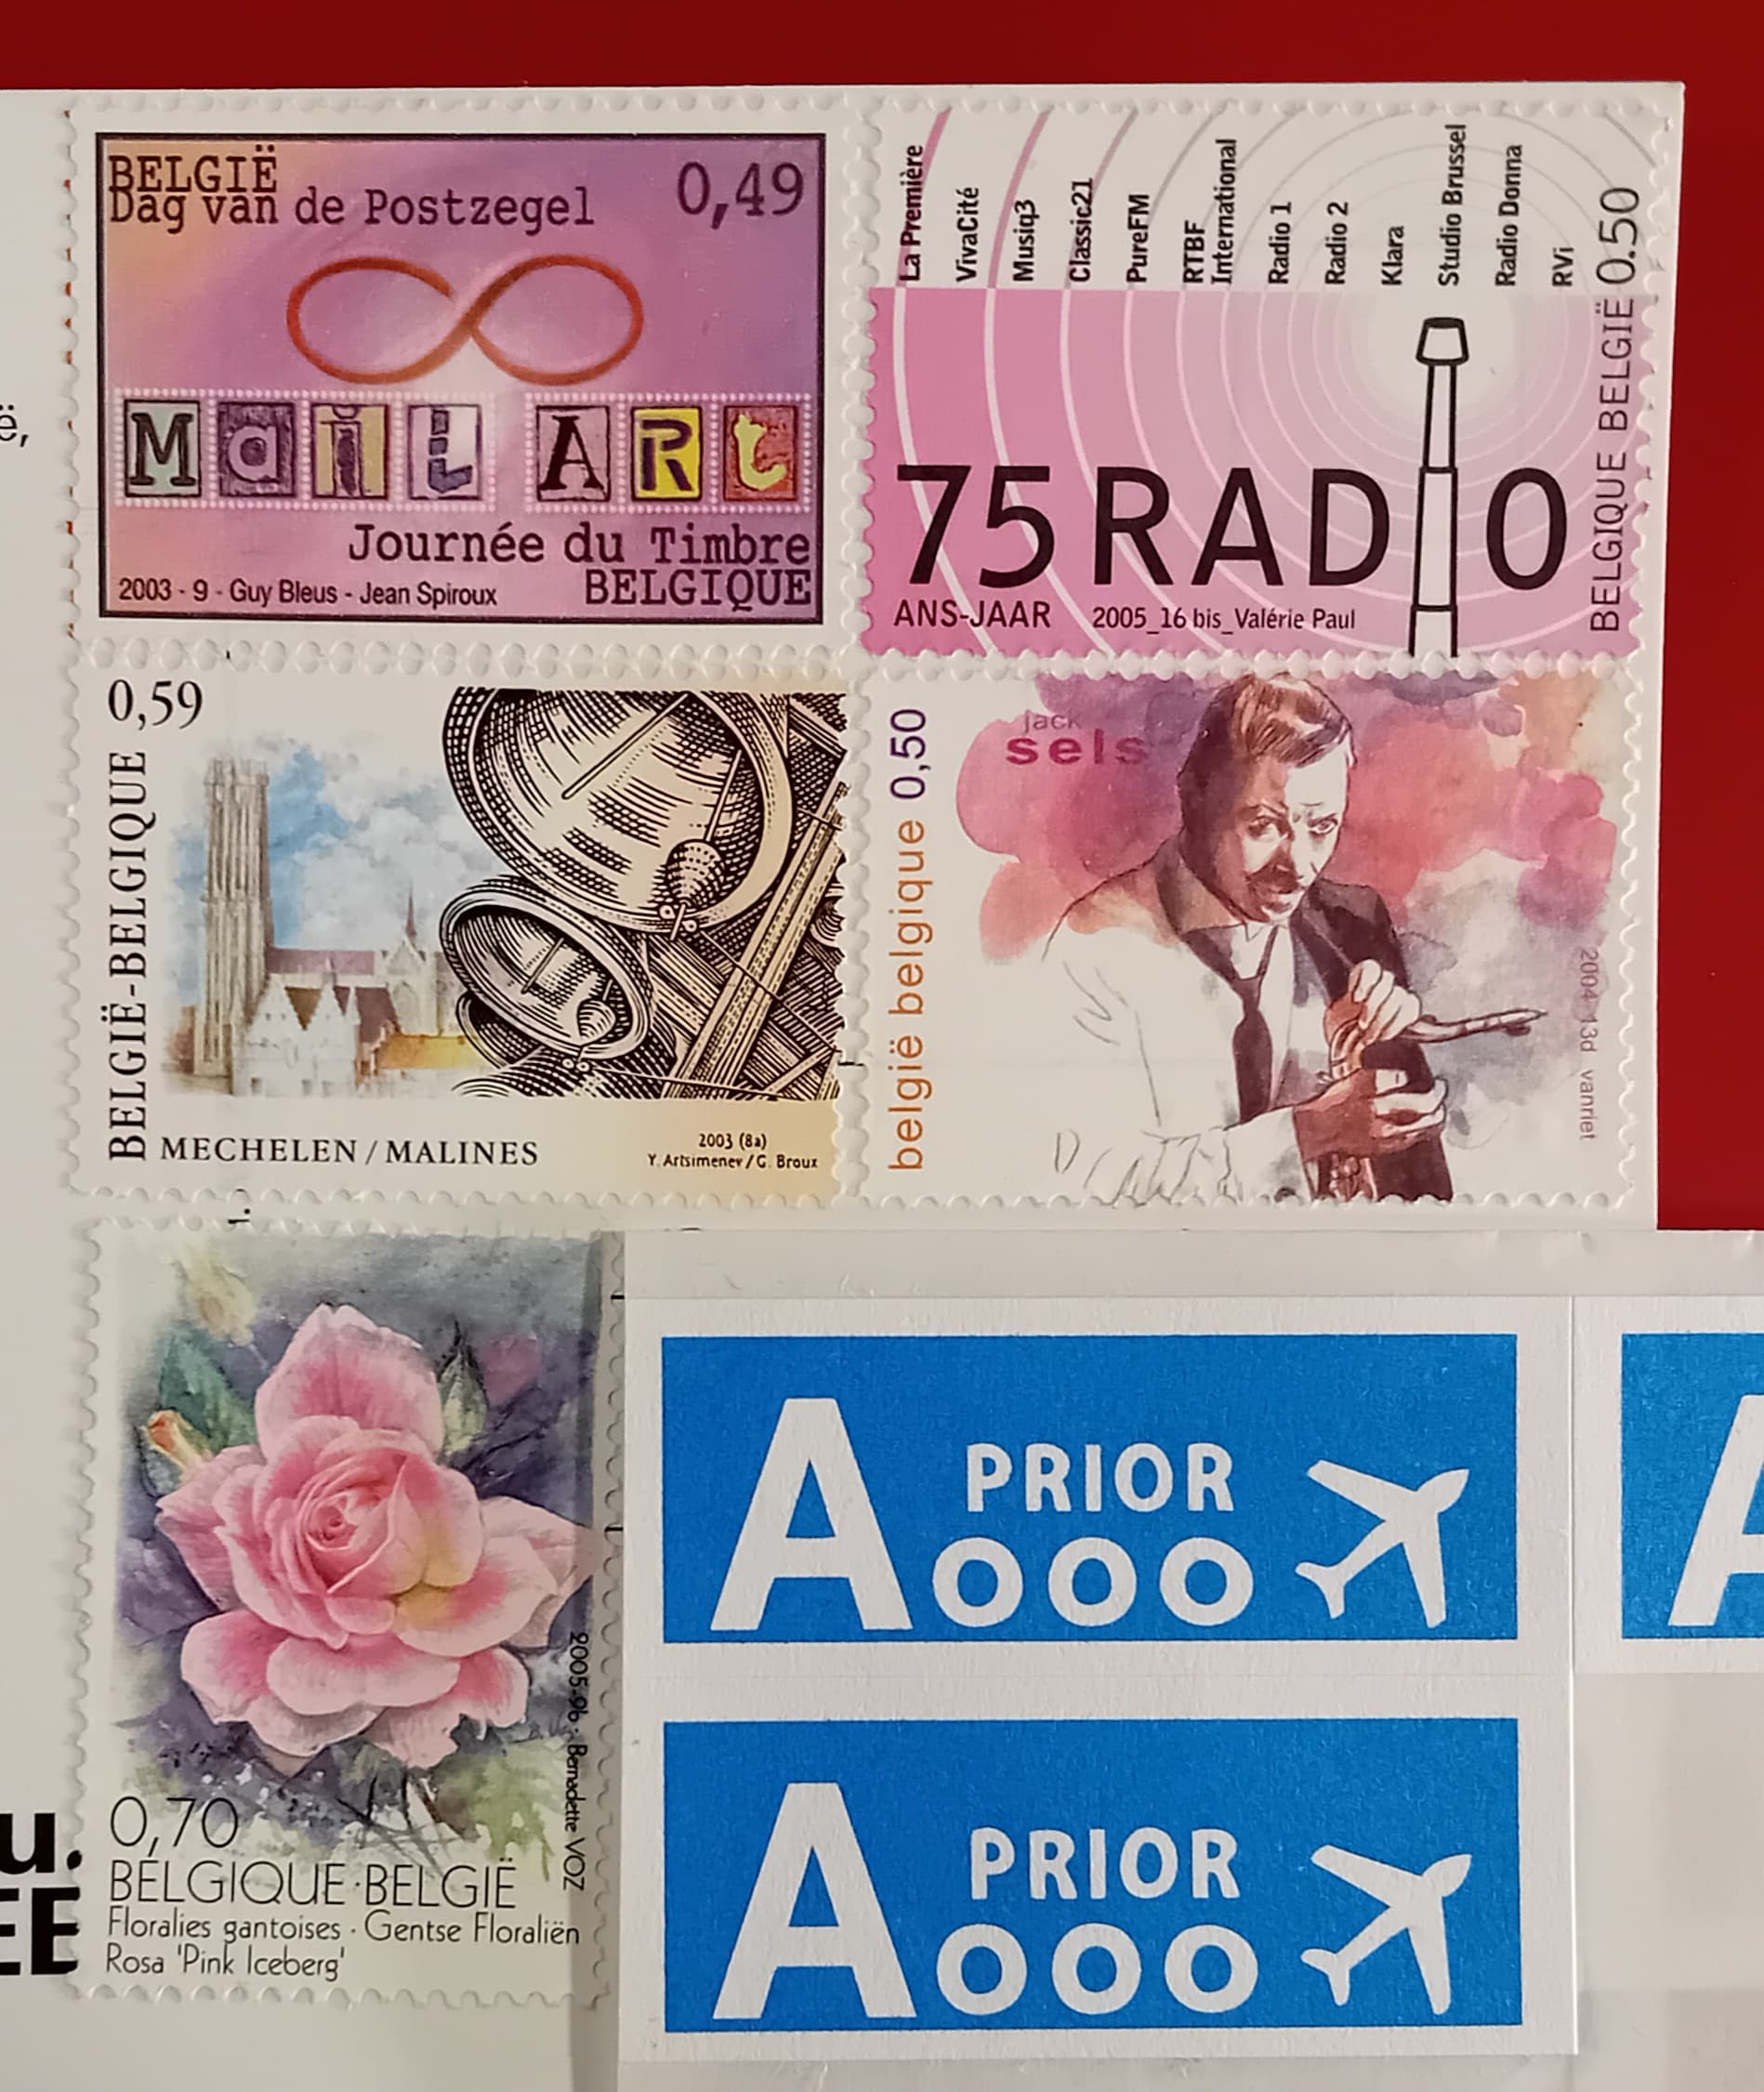 ë,
BELGIË
Dag van de Postzegel
0,49
MaiL ARt
Journée du Timbre
2003 - 9 - Guy Bleus - Jean Spiroux
BELGIQUE
La Première
VivaCité
Musiq3
Classic21
PureFM
RTBF
International
Radio 1
Radio 2
Klara
Studio Brussel
Radio Donna
RVi
BELGIQUE BELGIË 0.50
75 RADIO
ANS-JAAR
2005_16 bis_Valérie Paul
0,59
BELGIË-BELGIQUE
MECHELEN / MALINES
2003 (8a)
Y. Artsimenev / G. Broux
jack
sels
belgië belgique 0,50
2004 13d vanriet
1.
2005-9b · Bernadette VOZ
0,70
BELGIQUE·BELGIË
Floralies gantoises · Gentse Floraliën
Rosa 'Pink Iceberg'
u.
EE
A PRIOR
A
A PRIOR